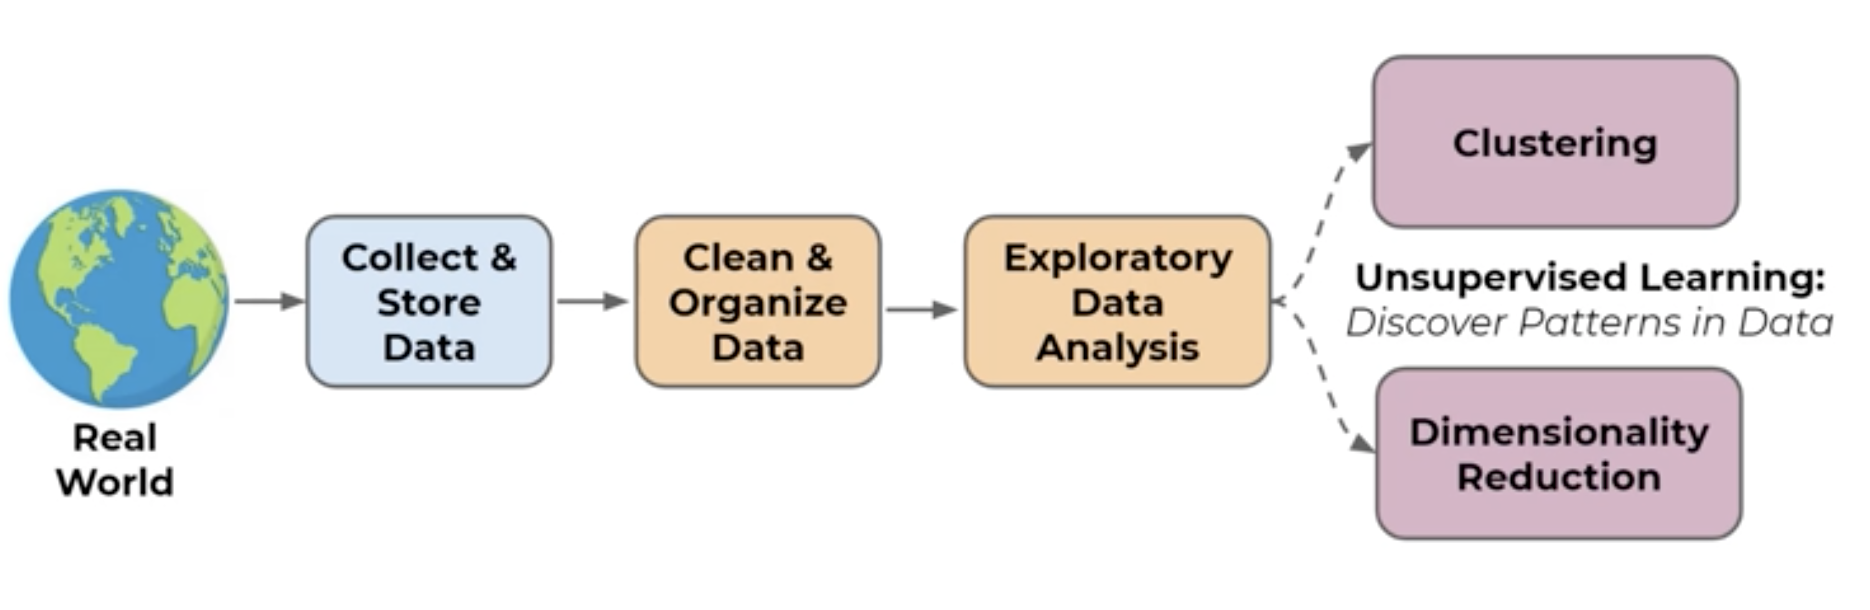 Real
World
Collect &
Store
Data
Clean &
Organize
Data
Exploratory
Data
Analysis
Clustering
Unsupervised Learning:
Discover Patterns in Data
Dimensionality
Reduction